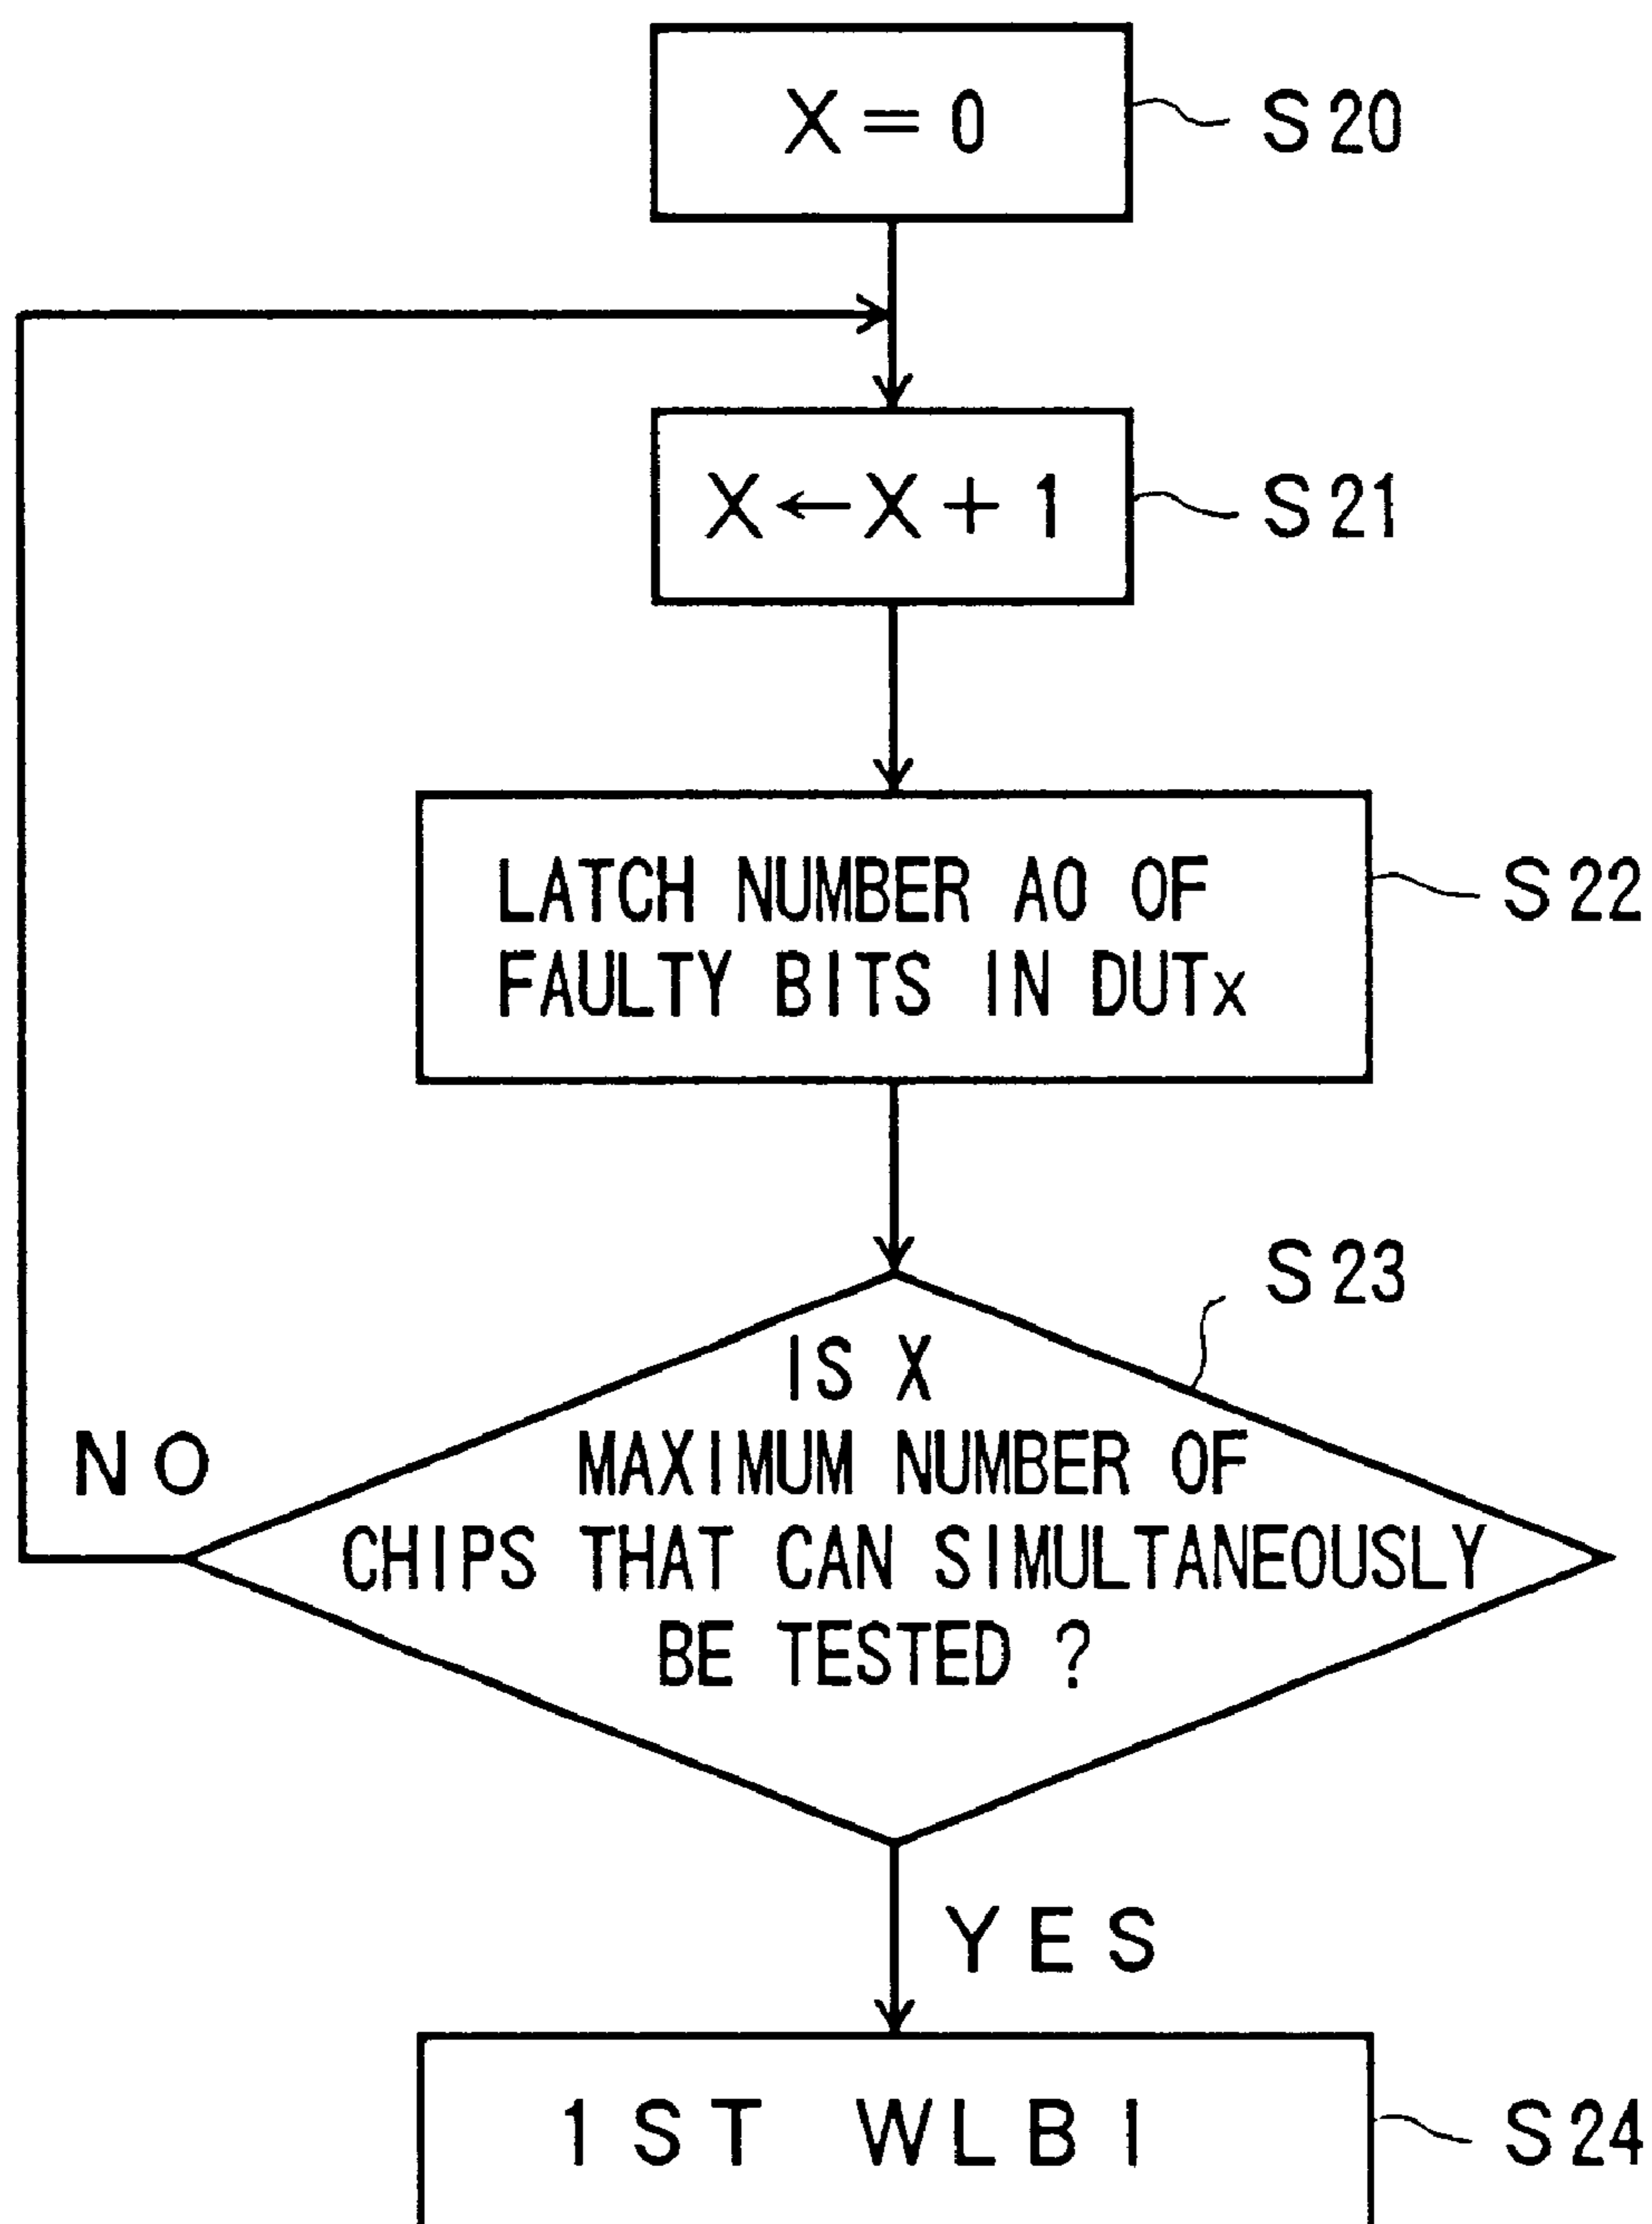 X = 0
S20
X ← X + 1
S21
LATCH NUMBER A0 OF
FAULTY BITS IN DUTx
S22
S23
IS X
MAXIMUM NUMBER OF
CHIPS THAT CAN SIMULTANEOUSLY
BE TESTED ?
NO
YES
1ST WLBI
S24